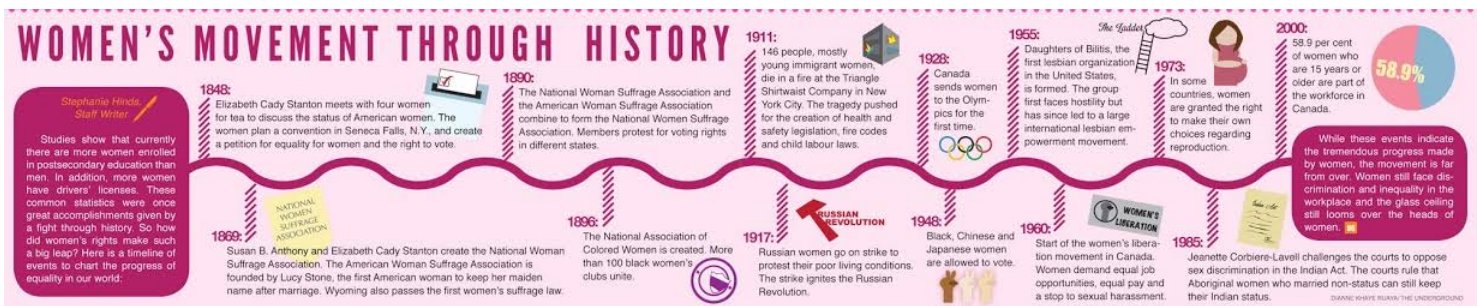 WOMEN'S MOVEMENT THROUGH HISTORY
Stephanie Hinds,
Staff Writer
Studies show that currently
there are more women enrolled
in postsecondary education than
men. In addition, more women
have drivers' licenses. These
common statistics were once
great accomplishments given by
a fight through history. So how
did women's rights make such
a big leap? Here is a timeline of
events to chart the progress of
equality in our world:
1848:
Elizabeth Cady Stanton meets with four women
for tea to discuss the status of American women. The
women plan a convention in Seneca Falls, N.Y., and create
a petition for equality for women and the right to vote.
1869:
NATIONAL
WOMEN
SUFFRAGE
ASSOCIATION
Susan B. Anthony and Elizabeth Cady Stanton create the National Woman
Suffrage Association. The American Woman Suffrage Association is
founded by Lucy Stone, the first American woman to keep her maiden
name after marriage. Wyoming also passes the first women's suffrage law.
1890:
The National Woman Suffrage Association and
the American Woman Suffrage Association
combine to form the National Women Suffrage
Association. Members protest for voting rights
in different states.
1896:
The National Association of
Colored Women is created. More
than 100 black women's
clubs unite.
1911:
146 people, mostly
young immigrant women,
die in a fire at the Triangle
Shirtwaist Company in New
York City. The tragedy pushed
for the creation of health and
safety legislation, fire codes
and child labour laws.
1917:
RUSSIAN
REVOLUTION
Russian women go on strike to
protest their poor living conditions.
The strike ignites the Russian
Revolution.
1928:
Canada
sends women
to the Olym-
pics for the
first time.
1948:
Black, Chinese and
Japanese women
are allowed to vote.
1955:
The Ladder
Daughters of Bilitis, the
first lesbian organization
in the United States,
is formed. The group
first faces hostility but
has since led to a large
international lesbian em-
powerment movement.
1960:
WOMEN'S
LIBERATION
Start of the women's libera-
tion movement in Canada.
Women demand equal job
opportunities, equal pay and
a stop to sexual harassment.
1973:
In some
countries, women
are granted the right
to make their own
choices regarding
reproduction.
1985:
Indian Act
Jeanette Corbiere-Lavell challenges the courts to oppose
sex discrimination in the Indian Act. The courts rule that
Aboriginal women who married non-status can still keep
their Indian status.
2000:
58.9 per cent
of women who
are 15 years or
older are part of
the workforce in
Canada.
58.9%
While these events indicate
the tremendous progress made
by women, the movement is far
from over. Women still face dis-
crimination and inequality in the
workplace and the glass ceiling
still looms over the heads of
women.
DIANNE KHAYE RUAYA/THE UNDERGROUND